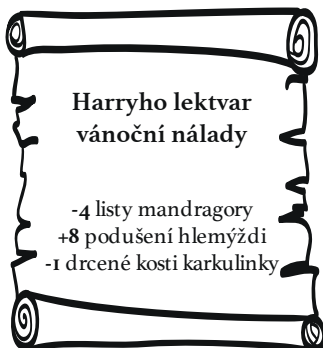 Harryho lektvar
vánoční nálady
-4 listy mandragory
+8 podušení hlemýždi
-1 drcené kosti karkulinky